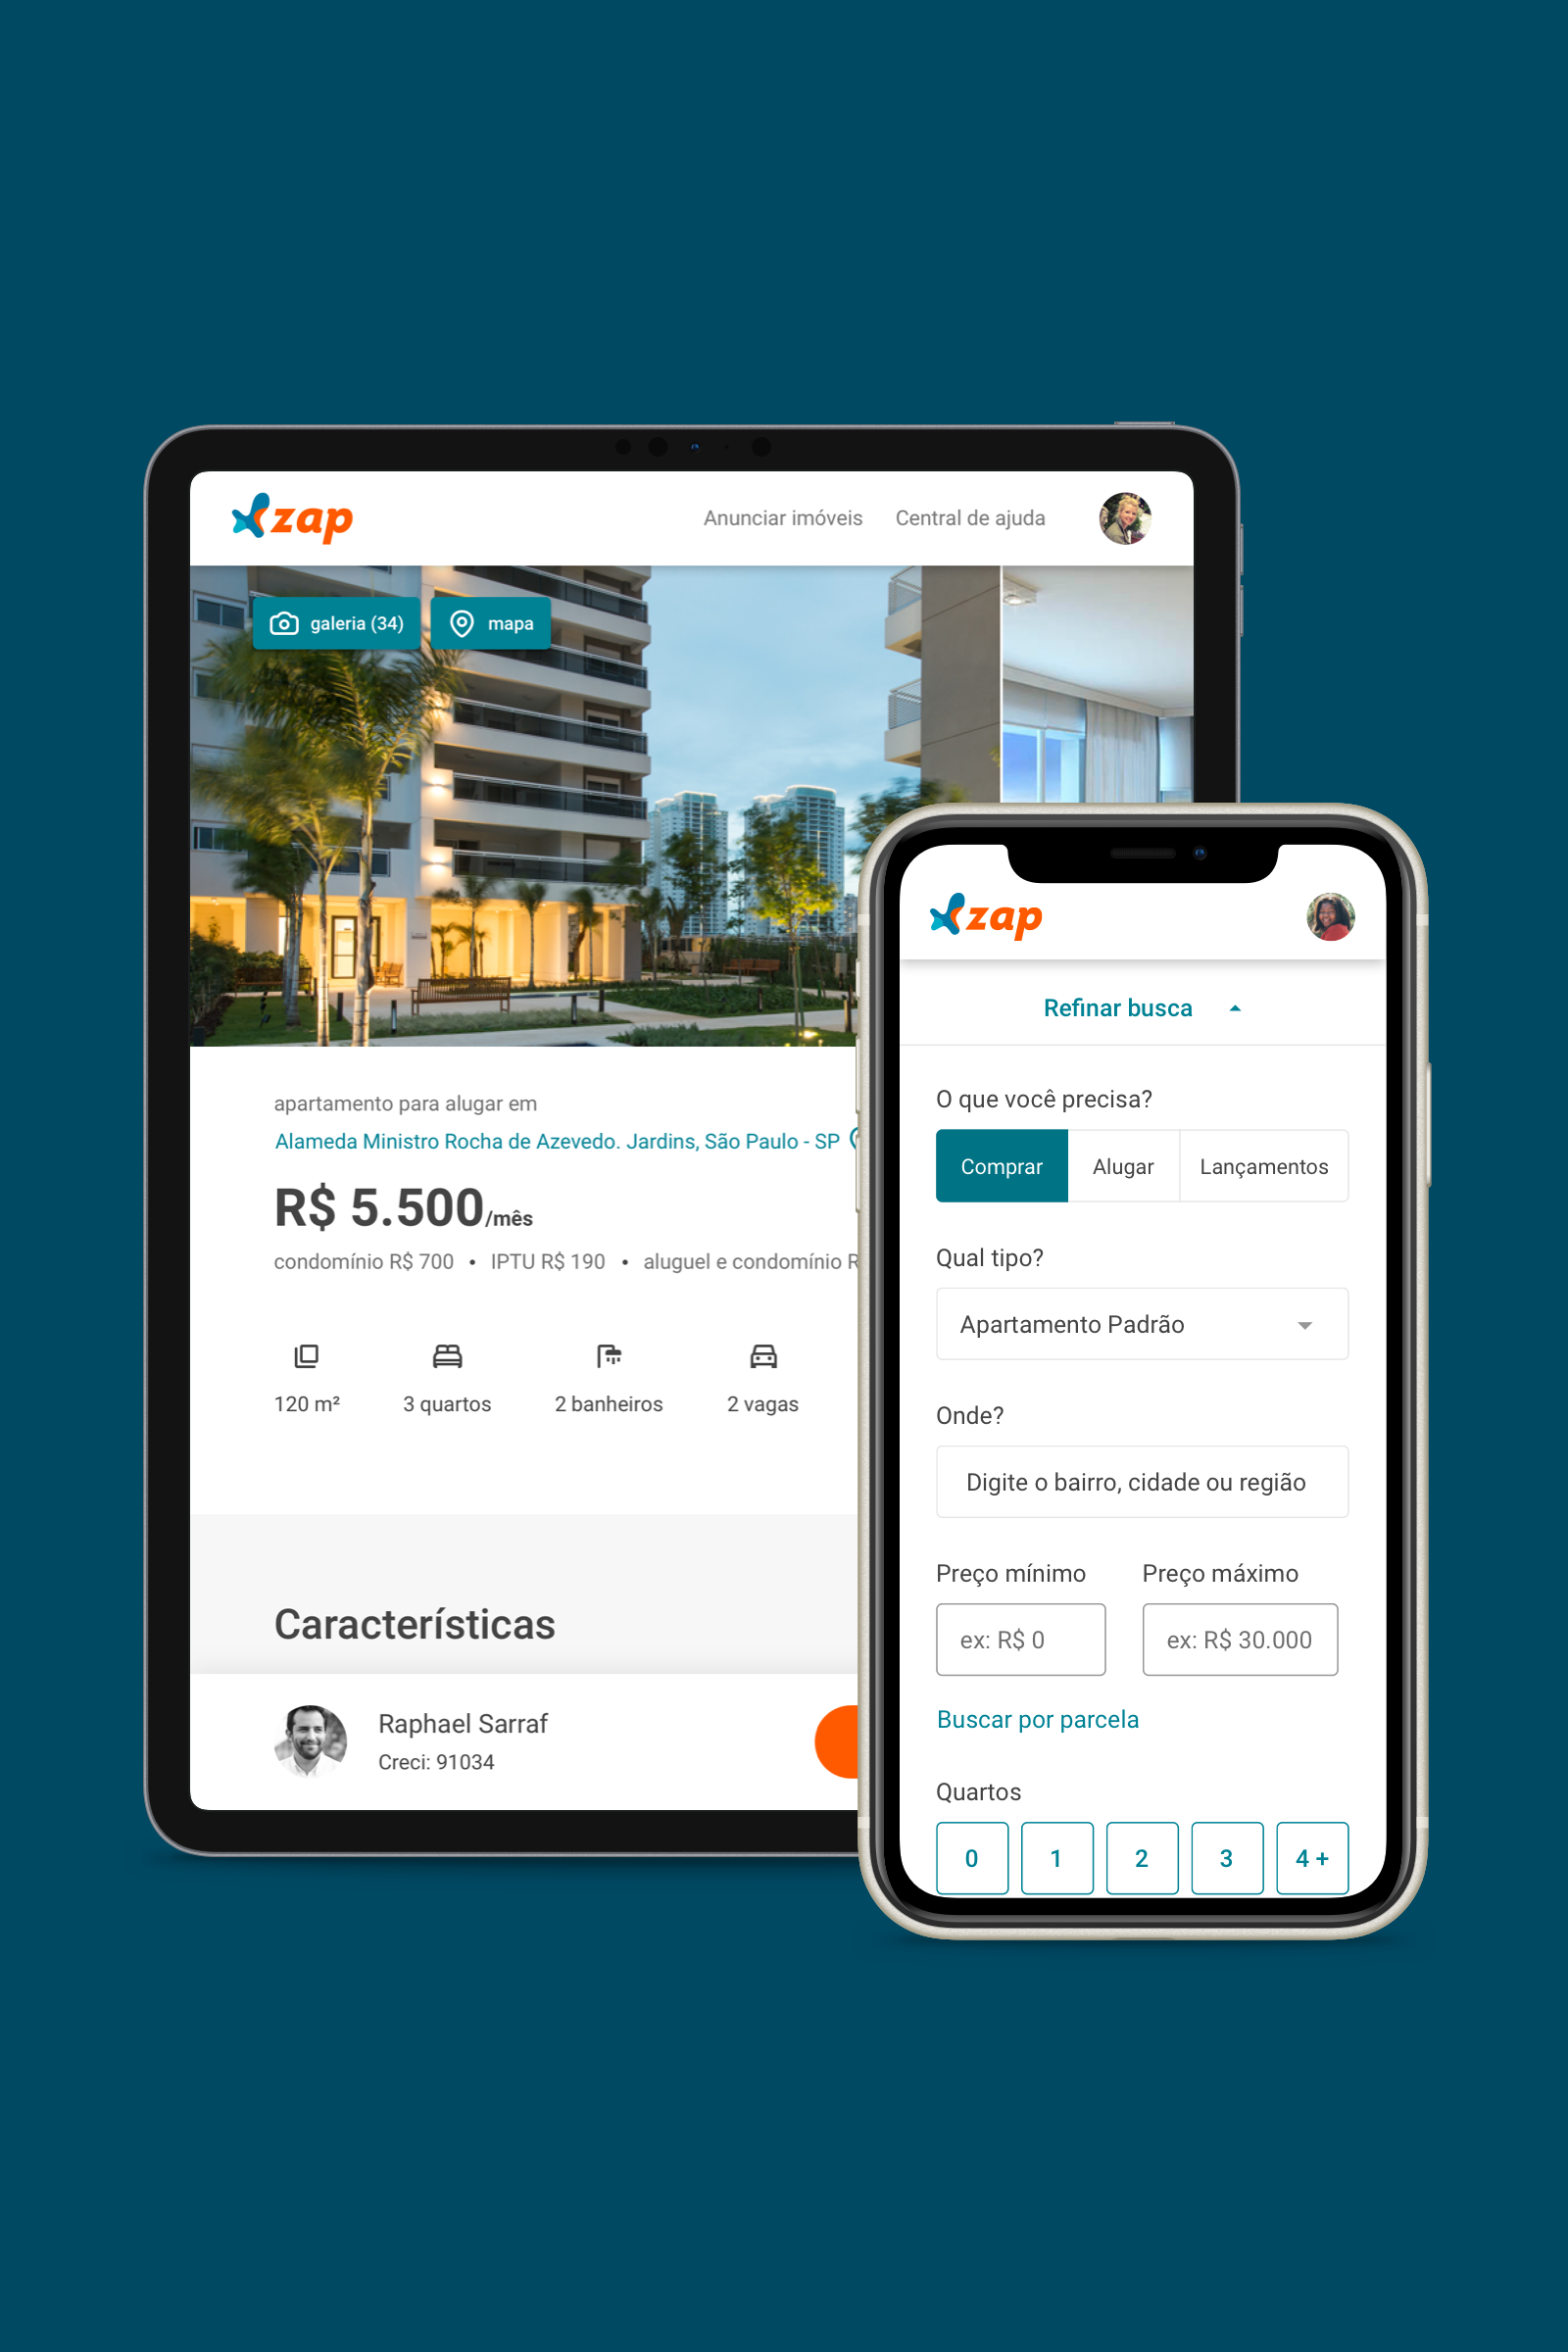 zap
Anunciar imóveis Central de ajuda
galeria (34) mapa
apartamento para alugar em
Alameda Ministro Rocha de Azevedo. Jardins, São Paulo - SP
R$ 5.500/mês
condomínio R$ 700 • IPTU R$ 190 • aluguel e condomínio R
120 m² 3 quartos 2 banheiros 2 vagas
Características
Raphael Sarraf
Creci: 91034
zap
Refinar busca
O que você precisa?
Comprar Alugar Lançamentos
Qual tipo?
Apartamento Padrão
Onde?
Digite o bairro, cidade ou região
Preço mínimo Preço máximo
ex: R$ 0 ex: R$ 30.000
Buscar por parcela
Quartos
0 1 2 3 4 +